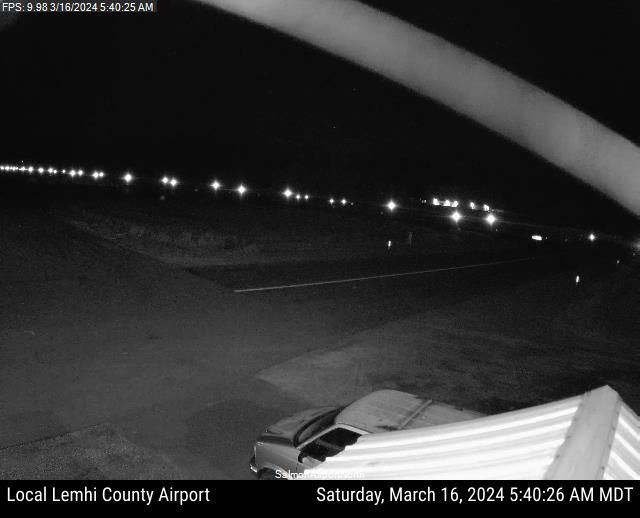 FPS: 9.98 3/16/2024 5:40:25 AM
Local Lemhi County Airport
Saturday, March 16, 2024 5:40:26 AM MDT